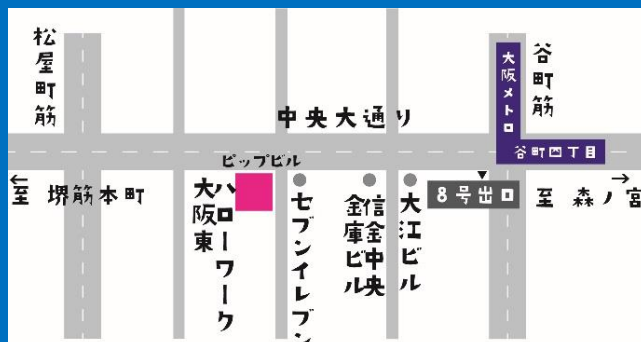 松屋町筋
中央大通り
大阪メトロ
谷町筋
谷町四丁目
ピップビル
←
至 堺筋本町
ハローワーク
大阪東
セブンイレブン
信金中央
金庫ビル
大江ビル
8号出口
→
至 森ノ宮